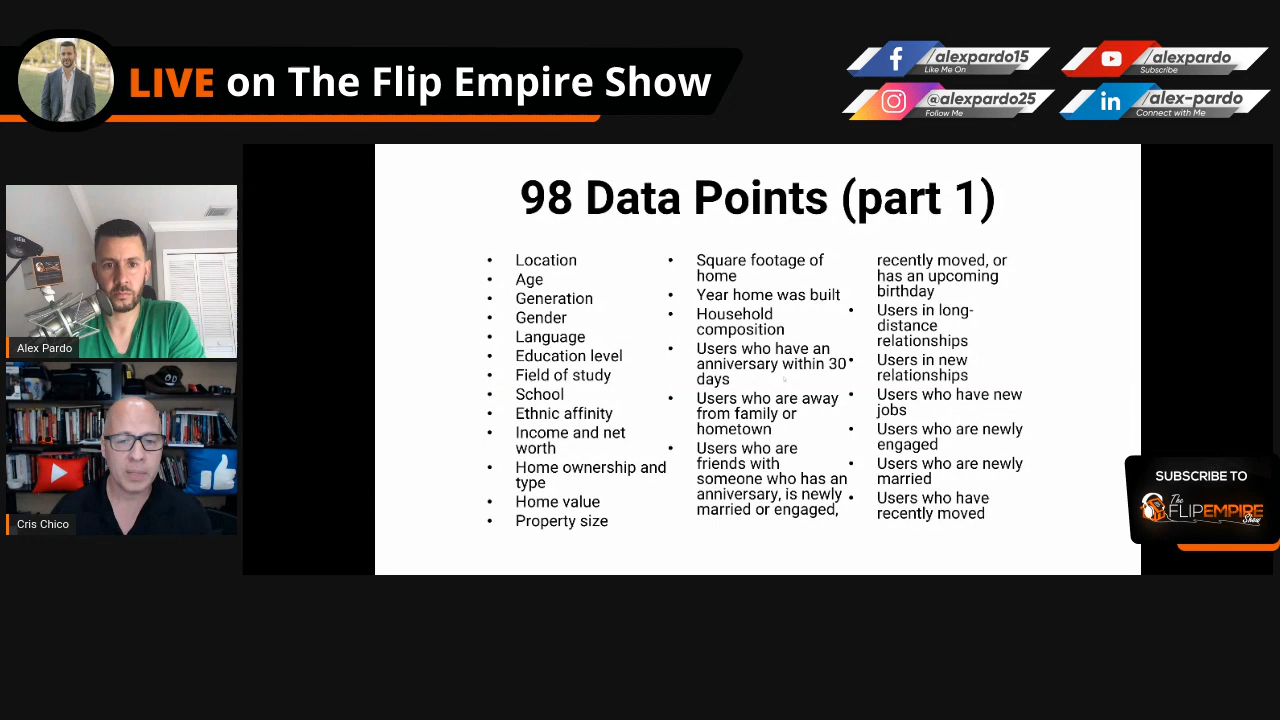 LIVE on The Flip Empire Show
/alexpardo15
Like Me On
/alexpardo
Subscribe
@alexpardo25
Follow Me
in
/alex-pardo
Connect with Me
98 Data Points (part 1)
• Location
• Age
• Generation
• Gender
• Language
• Education level
• Field of study
• School
• Ethnic affinity
• Income and net
worth
• Home ownership and
type
• Home value
• Property size
• Square footage of
home
• Year home was built
• Household
composition
• Users who have an
anniversary within 30
days
• Users who are away
from family or
hometown
• Users who are
friends with
someone who has an
anniversary, is newly
married or engaged,
recently moved, or
has an upcoming
birthday
• Users in long-
distance
relationships
• Users in new
relationships
• Users who have new
jobs
• Users who are newly
engaged
• Users who are newly
married
• Users who have
recently moved
Alex Pardo
Cris Chico
SUBSCRIBE TO
The
FLIPEMPIRE
Show